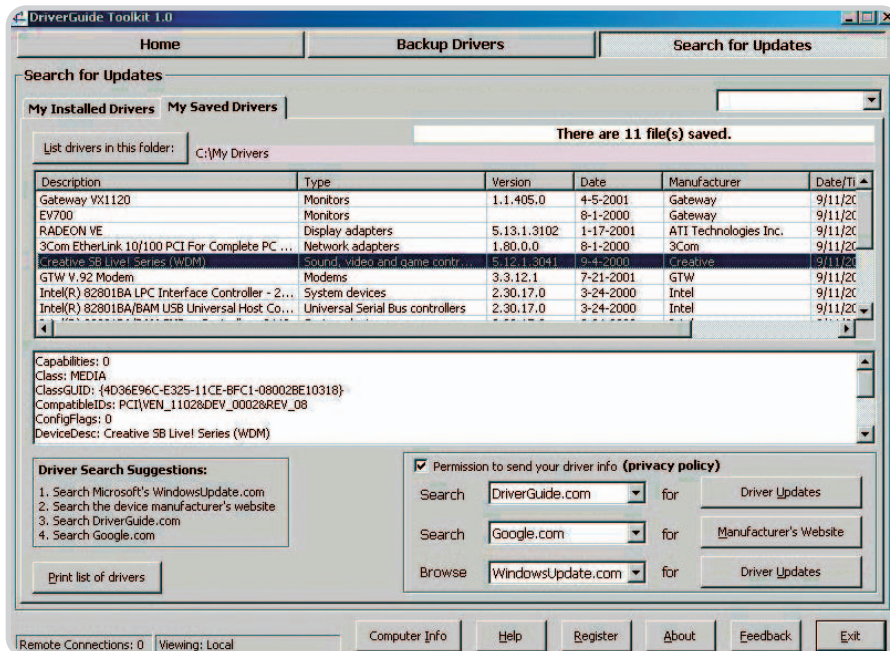 DriverGuide Toolkit 1.0
Home Backup Drivers Search for Updates
Search for Updates
My Installed Drivers My Saved Drivers
There are 11 file(s) saved.
List drivers in this folder: C:\My Drivers
Description Type Version Date Manufacturer Date/Ti
Gateway VX1120 Monitors 1.1.405.0 4-5-2001 Gateway 9/11/20
EV700 Monitors 8-1-2000 Gateway 9/11/20
RADEON VE Display adapters 5.13.1.3102 1-17-2001 ATI Technologies Inc. 9/11/20
3Com EtherLink 10/100 PCI For Complete PC ... Network adapters 1.80.0.0 8-1-2000 3Com 9/11/20
Creative SB Live! Series (WDM) Sound, video and game contr... 5.12.1.3041 9-4-2000 Creative 9/11/20
GTW V.92 Modem Modems 3.3.12.1 7-21-2001 GTW 9/11/20
Intel(R) 82801BA LPC Interface Controller - 2... System devices 2.30.17.0 3-24-2000 Intel 9/11/20
Intel(R) 82801BA/BAM USB Universal Host Co... Universal Serial Bus controllers 2.30.17.0 3-24-2000 Intel 9/11/20
Capabilities: 0
Class: MEDIA
ClassGUID: {4D36E96C-E325-11CE-BFC1-08002BE10318}
CompatibleIDs: PCI\VEN_1102&DEV_0002&REV_08
ConfigFlags: 0
DeviceDesc: Creative SB Live! Series (WDM)
Driver Search Suggestions:
1. Search Microsoft's WindowsUpdate.com
2. Search the device manufacturer's website
3. Search DriverGuide.com
4. Search Google.com
Print list of drivers
Permission to send your driver info (privacy policy)
Search DriverGuide.com for Driver Updates
Search Google.com for Manufacturer's Website
Browse WindowsUpdate.com for Driver Updates
Remote Connections: 0 Viewing: Local
Computer Info Help Register About Feedback Exit